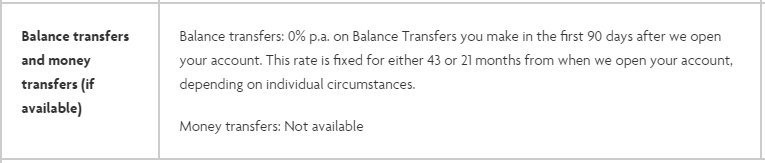 Balance transfers
and money
transfers (if
available)
Balance transfers: 0% p.a. on Balance Transfers you make in the first 90 days after we open
your account. This rate is fixed for either 43 or 21 months from when we open your account,
depending on individual circumstances.
Money transfers: Not available